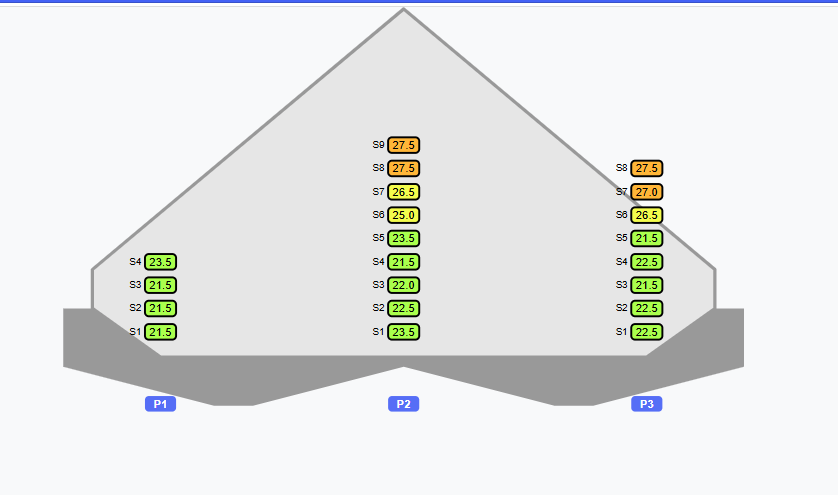 S9 27.5
S8 27.5 S8 27.5
S7 26.5 S7 27.0
S6 25.0 S6 26.5
S5 23.5 S5 21.5
S4 23.5 S4 21.5 S4 22.5
S3 21.5 S3 22.0 S3 21.5
S2 21.5 S2 22.5 S2 22.5
S1 21.5 S1 23.5 S1 22.5
P1 P2 P3